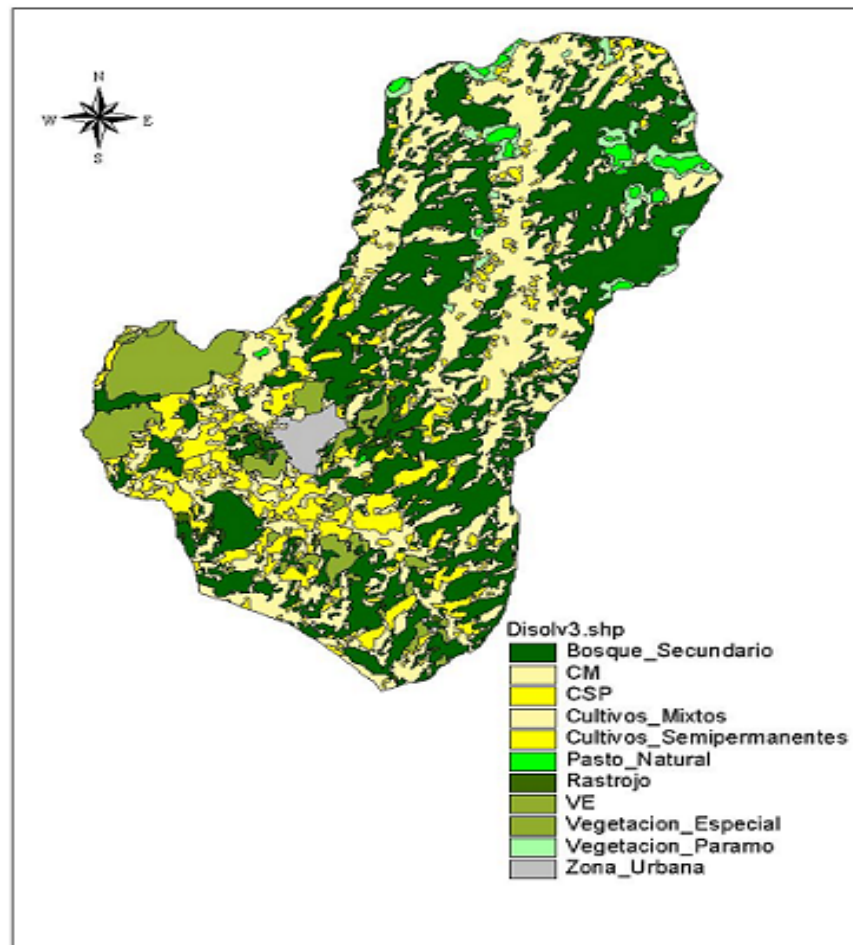 N
W E
S
Disolv3.shp
Bosque_Secundario
CM
CSP
Cultivos_Mixtos
Cultivos_Semipermanentes
Pasto_Natural
Rastrojo
VE
Vegetacion_Especial
Vegetacion_Paramo
Zona_Urbana